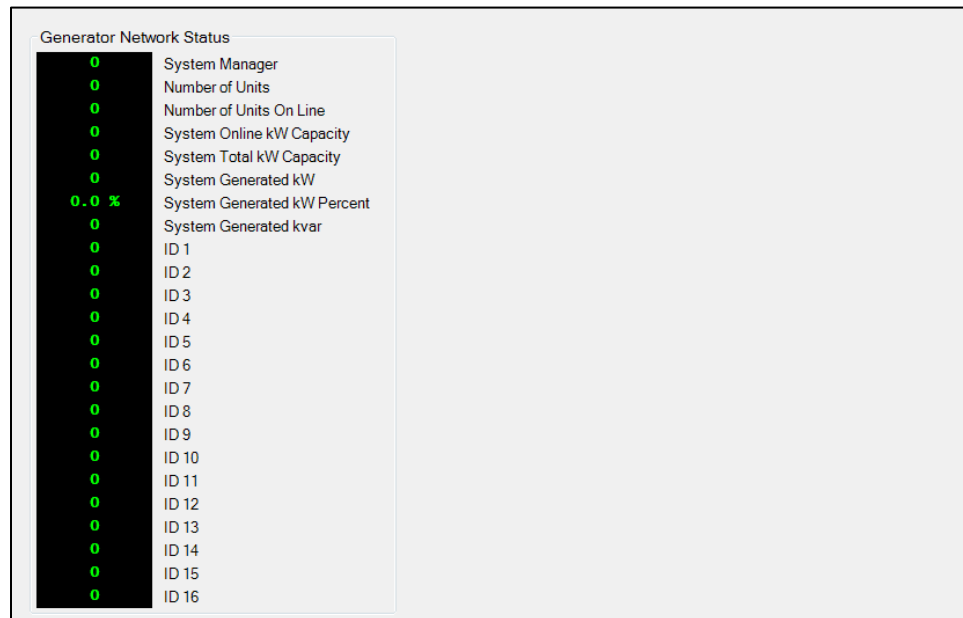 Generator Network Status
0 System Manager
0 Number of Units
0 Number of Units On Line
0 System Online kW Capacity
0 System Total kW Capacity
0 System Generated kW
0.0 % System Generated kW Percent
0 System Generated kvar
0 ID 1
0 ID 2
0 ID 3
0 ID 4
0 ID 5
0 ID 6
0 ID 7
0 ID 8
0 ID 9
0 ID 10
0 ID 11
0 ID 12
0 ID 13
0 ID 14
0 ID 15
0 ID 16